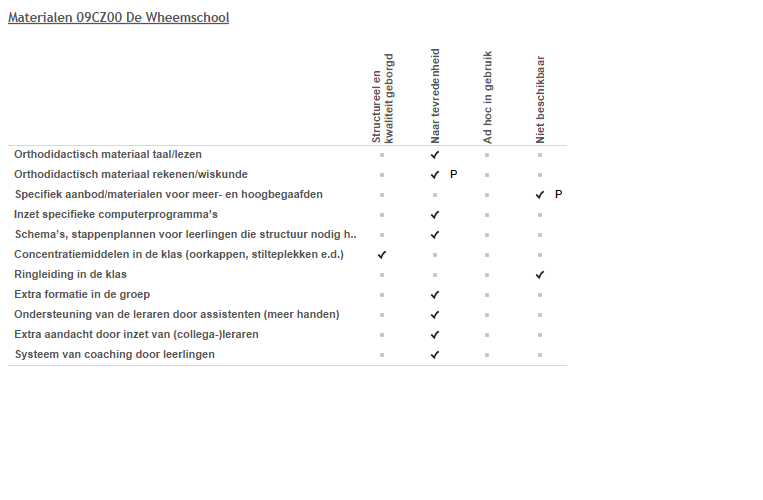 Materialen 09CZ00 De Wheemschool
Structureel en
kwaliteit geborgd
Naar tevredenheid
Ad hoc in gebruik
Niet beschikbaar
Orthodidactisch materiaal taal/lezen
Orthodidactisch materiaal rekenen/wiskunde P
Specifiek aanbod/materialen voor meer- en hoogbegaafden P
Inzet specifieke computerprogramma's
Schema's, stappenplannen voor leerlingen die structuur nodig h..
Concentratiemiddelen in de klas (oorkappen, stilteplekken e.d.)
Ringleiding in de klas
Extra formatie in de groep
Ondersteuning van de leraren door assistenten (meer handen)
Extra aandacht door inzet van (collega-)leraren
Systeem van coaching door leerlingen